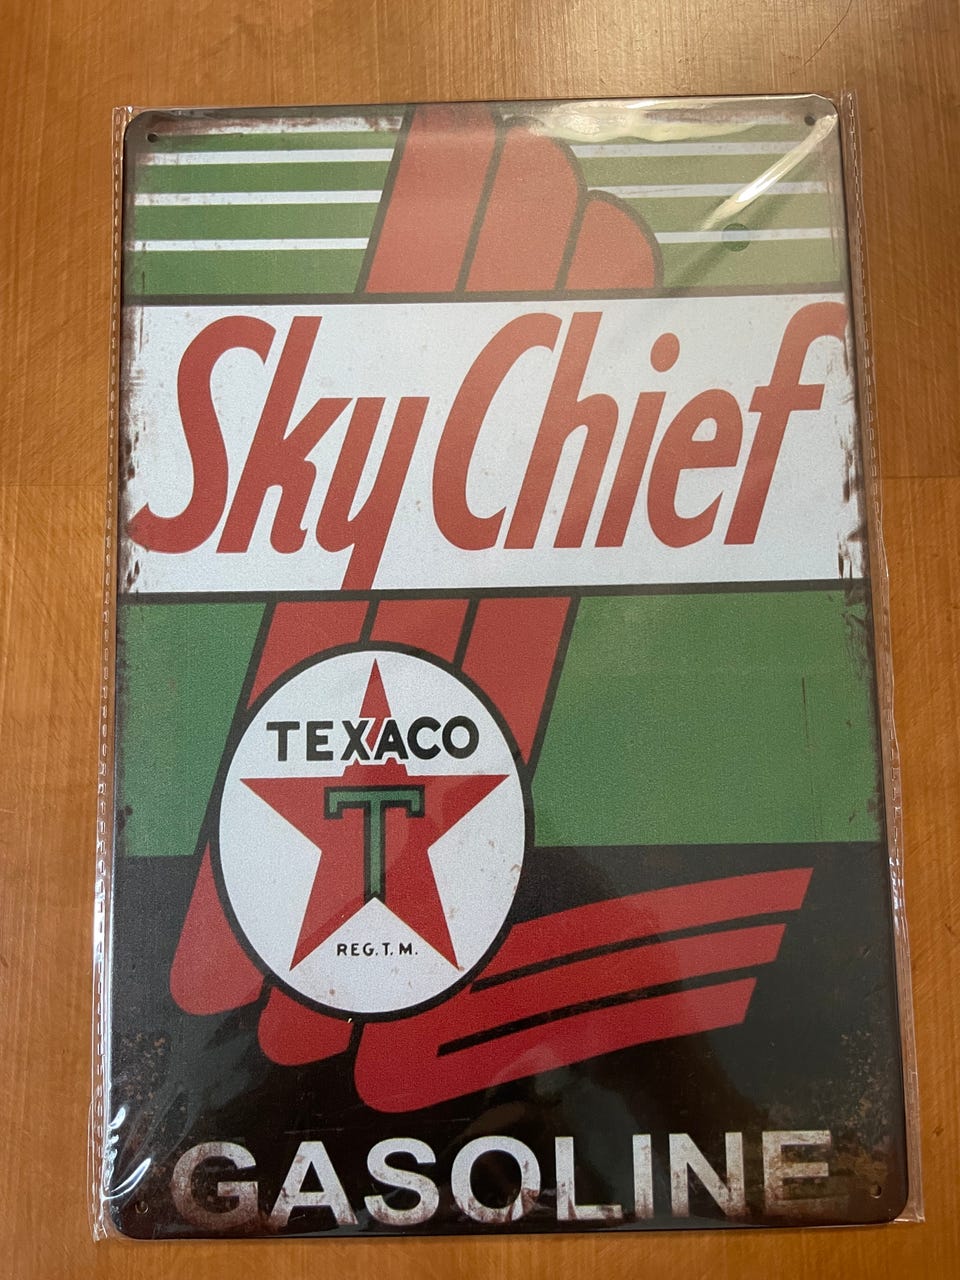 Sky Chief
TEXACO
T
REG. T. M.
GASOLINE